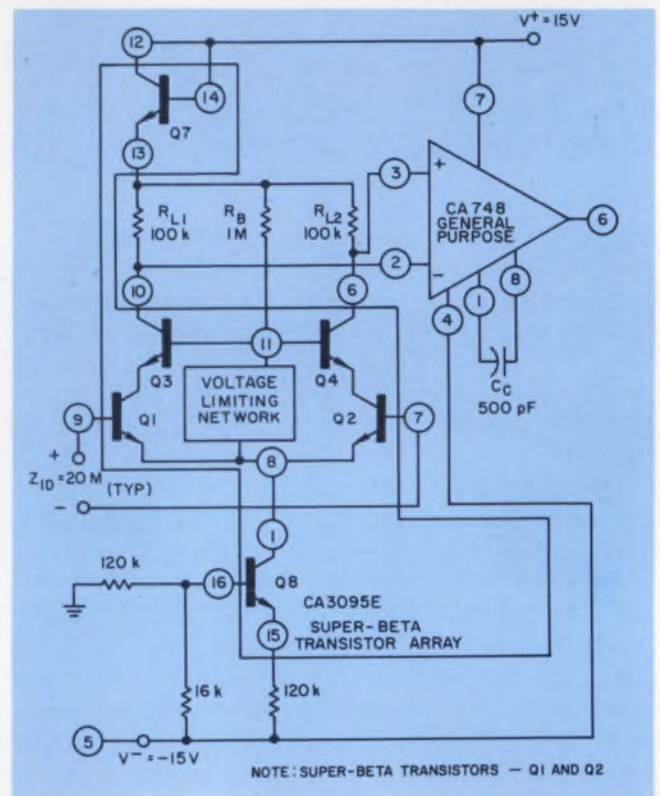 12
V+ = 15V
14
Q7
7
13
3
+
RL1
100 k
RB
1M
RL2
100 k
CA 748
GENERAL
PURPOSE
6
2
−
10
6
4
1
8
11
Q3
Q4
CC
500 pF
VOLTAGE
LIMITING
NETWORK
9
Q1
Q2
7
+
8
ZID = 20 M (TYP)
−
1
120 k
16
Q8
CA3095E
SUPER-BETA
TRANSISTOR ARRAY
15
16 k
120 k
5
V− = −15V
NOTE: SUPER-BETA TRANSISTORS — Q1 AND Q2